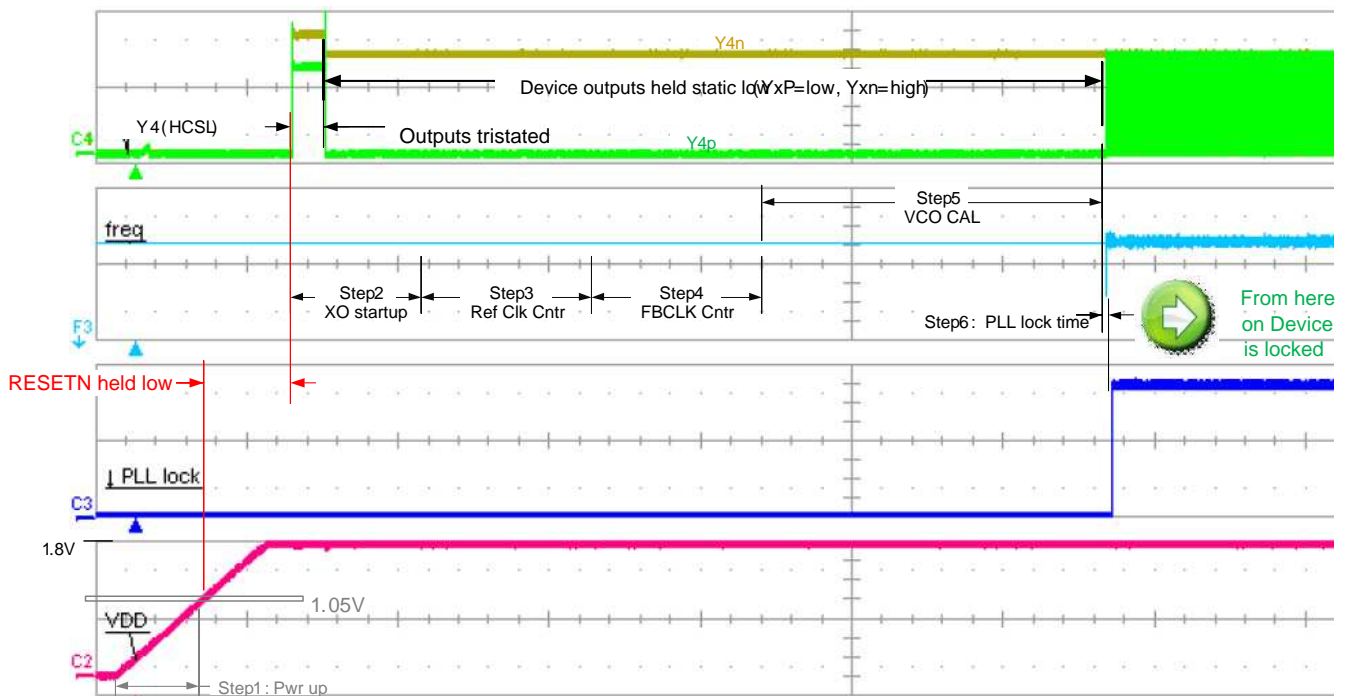 Y4n
Device outputs held static low(YxP=low, Yxn=high)
Y4(HCSL)
Outputs tristated
C4
Y4p
Step5
VCO CAL
freq
Step2
XO startup
Step3
Ref Clk Cntr
Step4
FBCLK Cntr
Step6: PLL lock time
From here
on Device
is locked
F3
RESETN held low
PLL lock
C3
1.8V
1.05V
VDD
C2
Step1: Pwr up